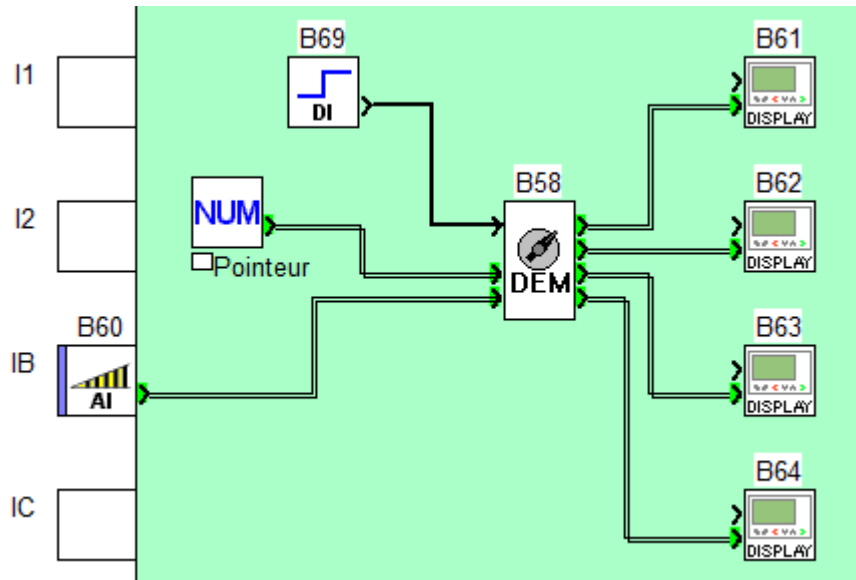 B69
B61
I1
DI
DISPLAY
B58
B62
I2
NUM
Pointeur
DEM
DISPLAY
B60
B63
IB
AI
DISPLAY
B64
IC
DISPLAY